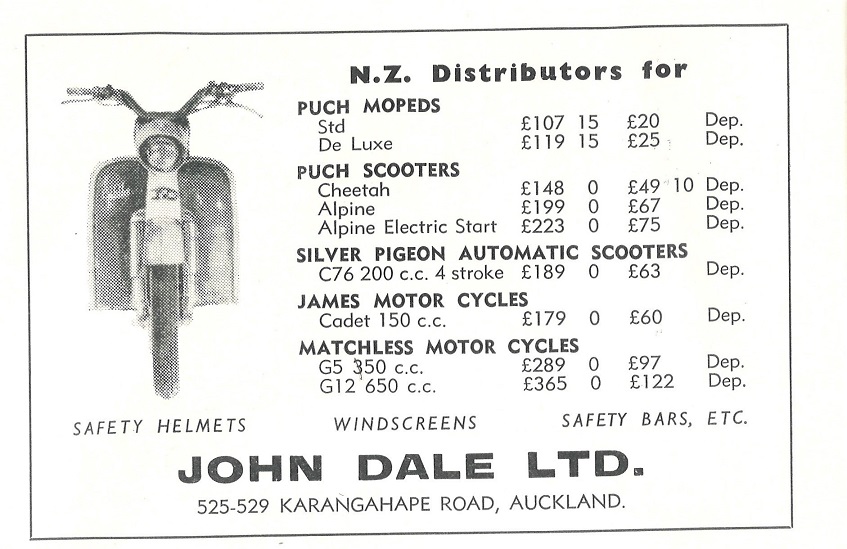 N.Z. Distributors for
PUCH MOPEDS
Std £107 15 £20 Dep.
De Luxe £119 15 £25 Dep.
PUCH SCOOTERS
Cheetah £148 0 £49 10 Dep.
Alpine £199 0 £67 Dep.
Alpine Electric Start £223 0 £75 Dep.
SILVER PIGEON AUTOMATIC SCOOTERS
C76 200 c.c. 4 stroke £189 0 £63 Dep.
JAMES MOTOR CYCLES
Cadet 150 c.c. £179 0 £60 Dep.
MATCHLESS MOTOR CYCLES
G5 350 c.c. £289 0 £97 Dep.
G12 650 c.c. £365 0 £122 Dep.
SAFETY HELMETS WINDSCREENS SAFETY BARS, ETC.
JOHN DALE LTD.
525-529 KARANGAHAPE ROAD, AUCKLAND.